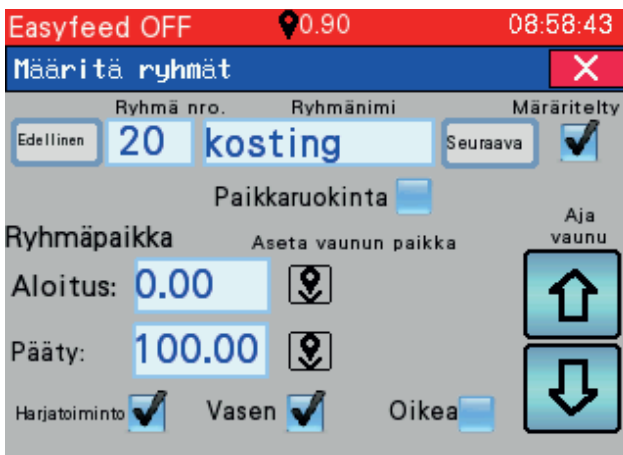 Easyfeed OFF 0.90 08:58:43
Määritä ryhmät
Ryhmä nro. Ryhmänimi Märäritelty
Edellinen 20 kosting Seuraava
Paikkaruokinta
Ryhmäpaikka Aseta vaunun paikka Aja vaunu
Aloitus: 0.00
Pääty: 100.00
Harjatoiminto Vasen Oikea